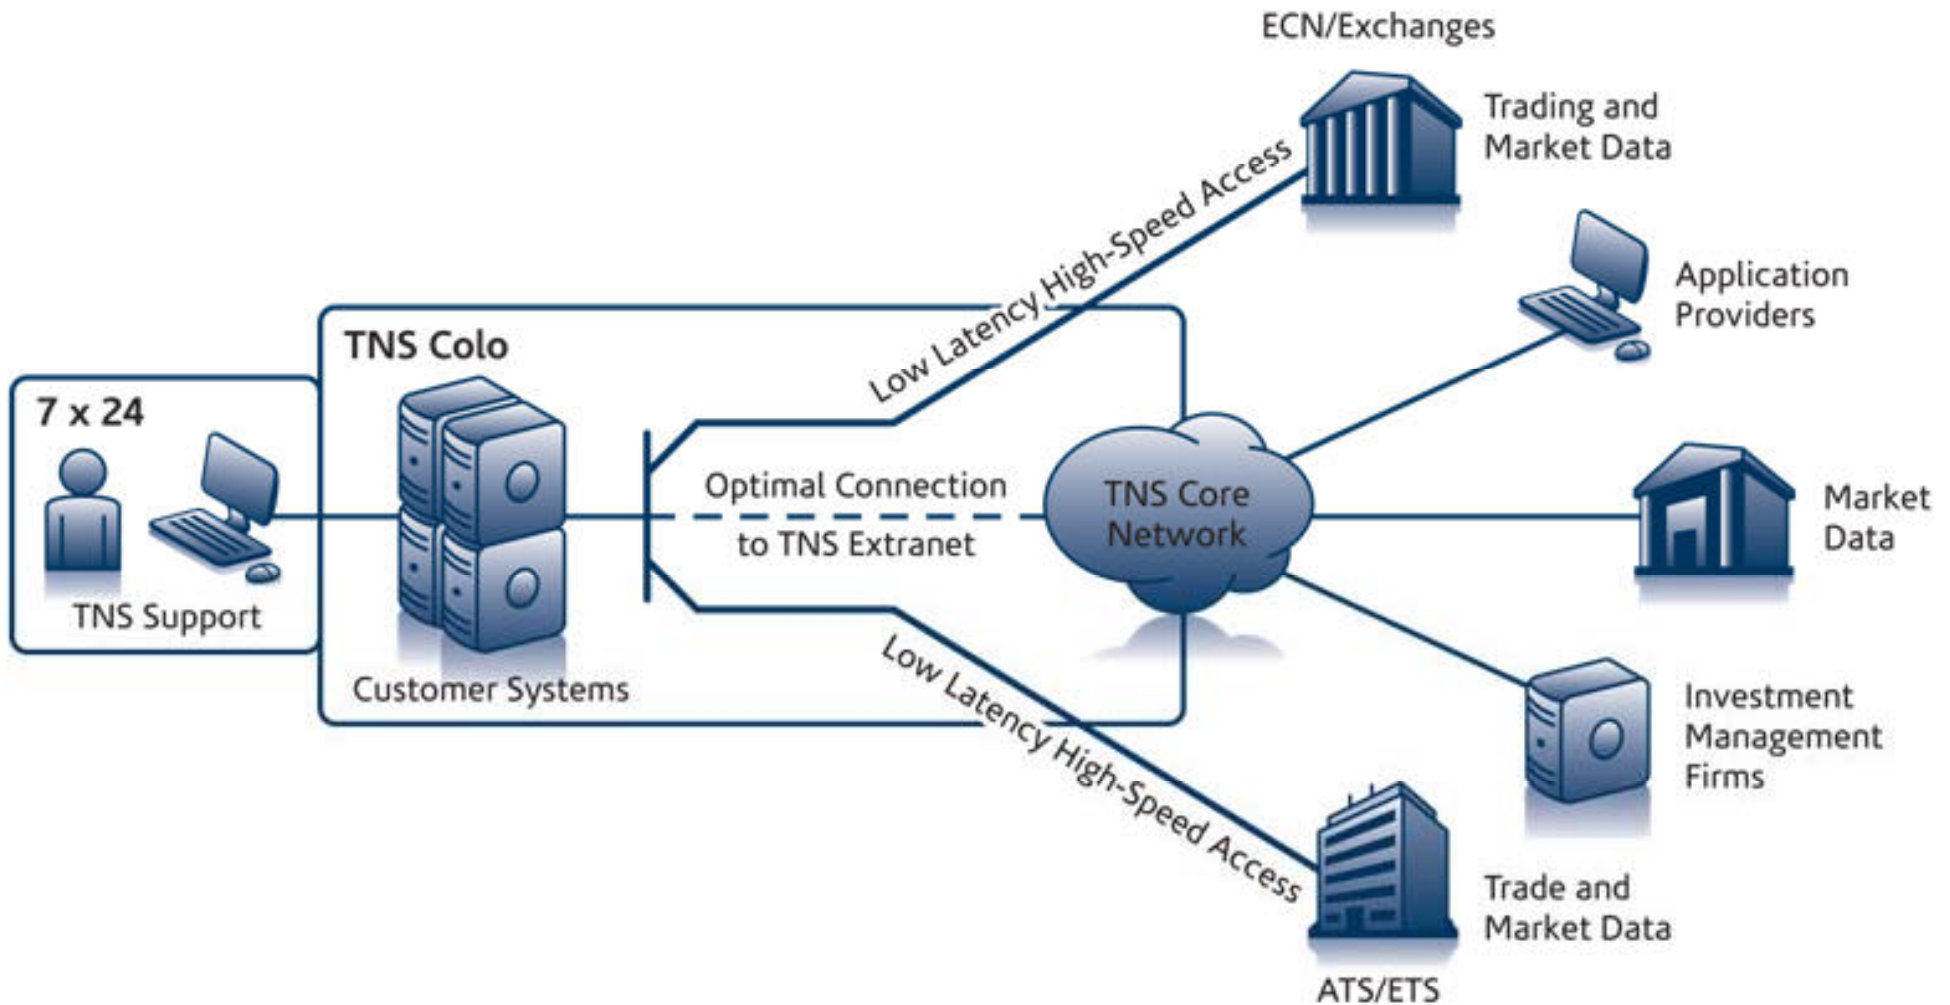 ECN/Exchanges
Trading and
Market Data
Low Latency High-Speed Access
Application
Providers
TNS Colo
7 x 24
TNS Support
Customer Systems
Optimal Connection
to TNS Extranet
TNS Core
Network
Market
Data
Investment
Management
Firms
Low Latency High-Speed Access
Trade and
Market Data
ATS/ETS